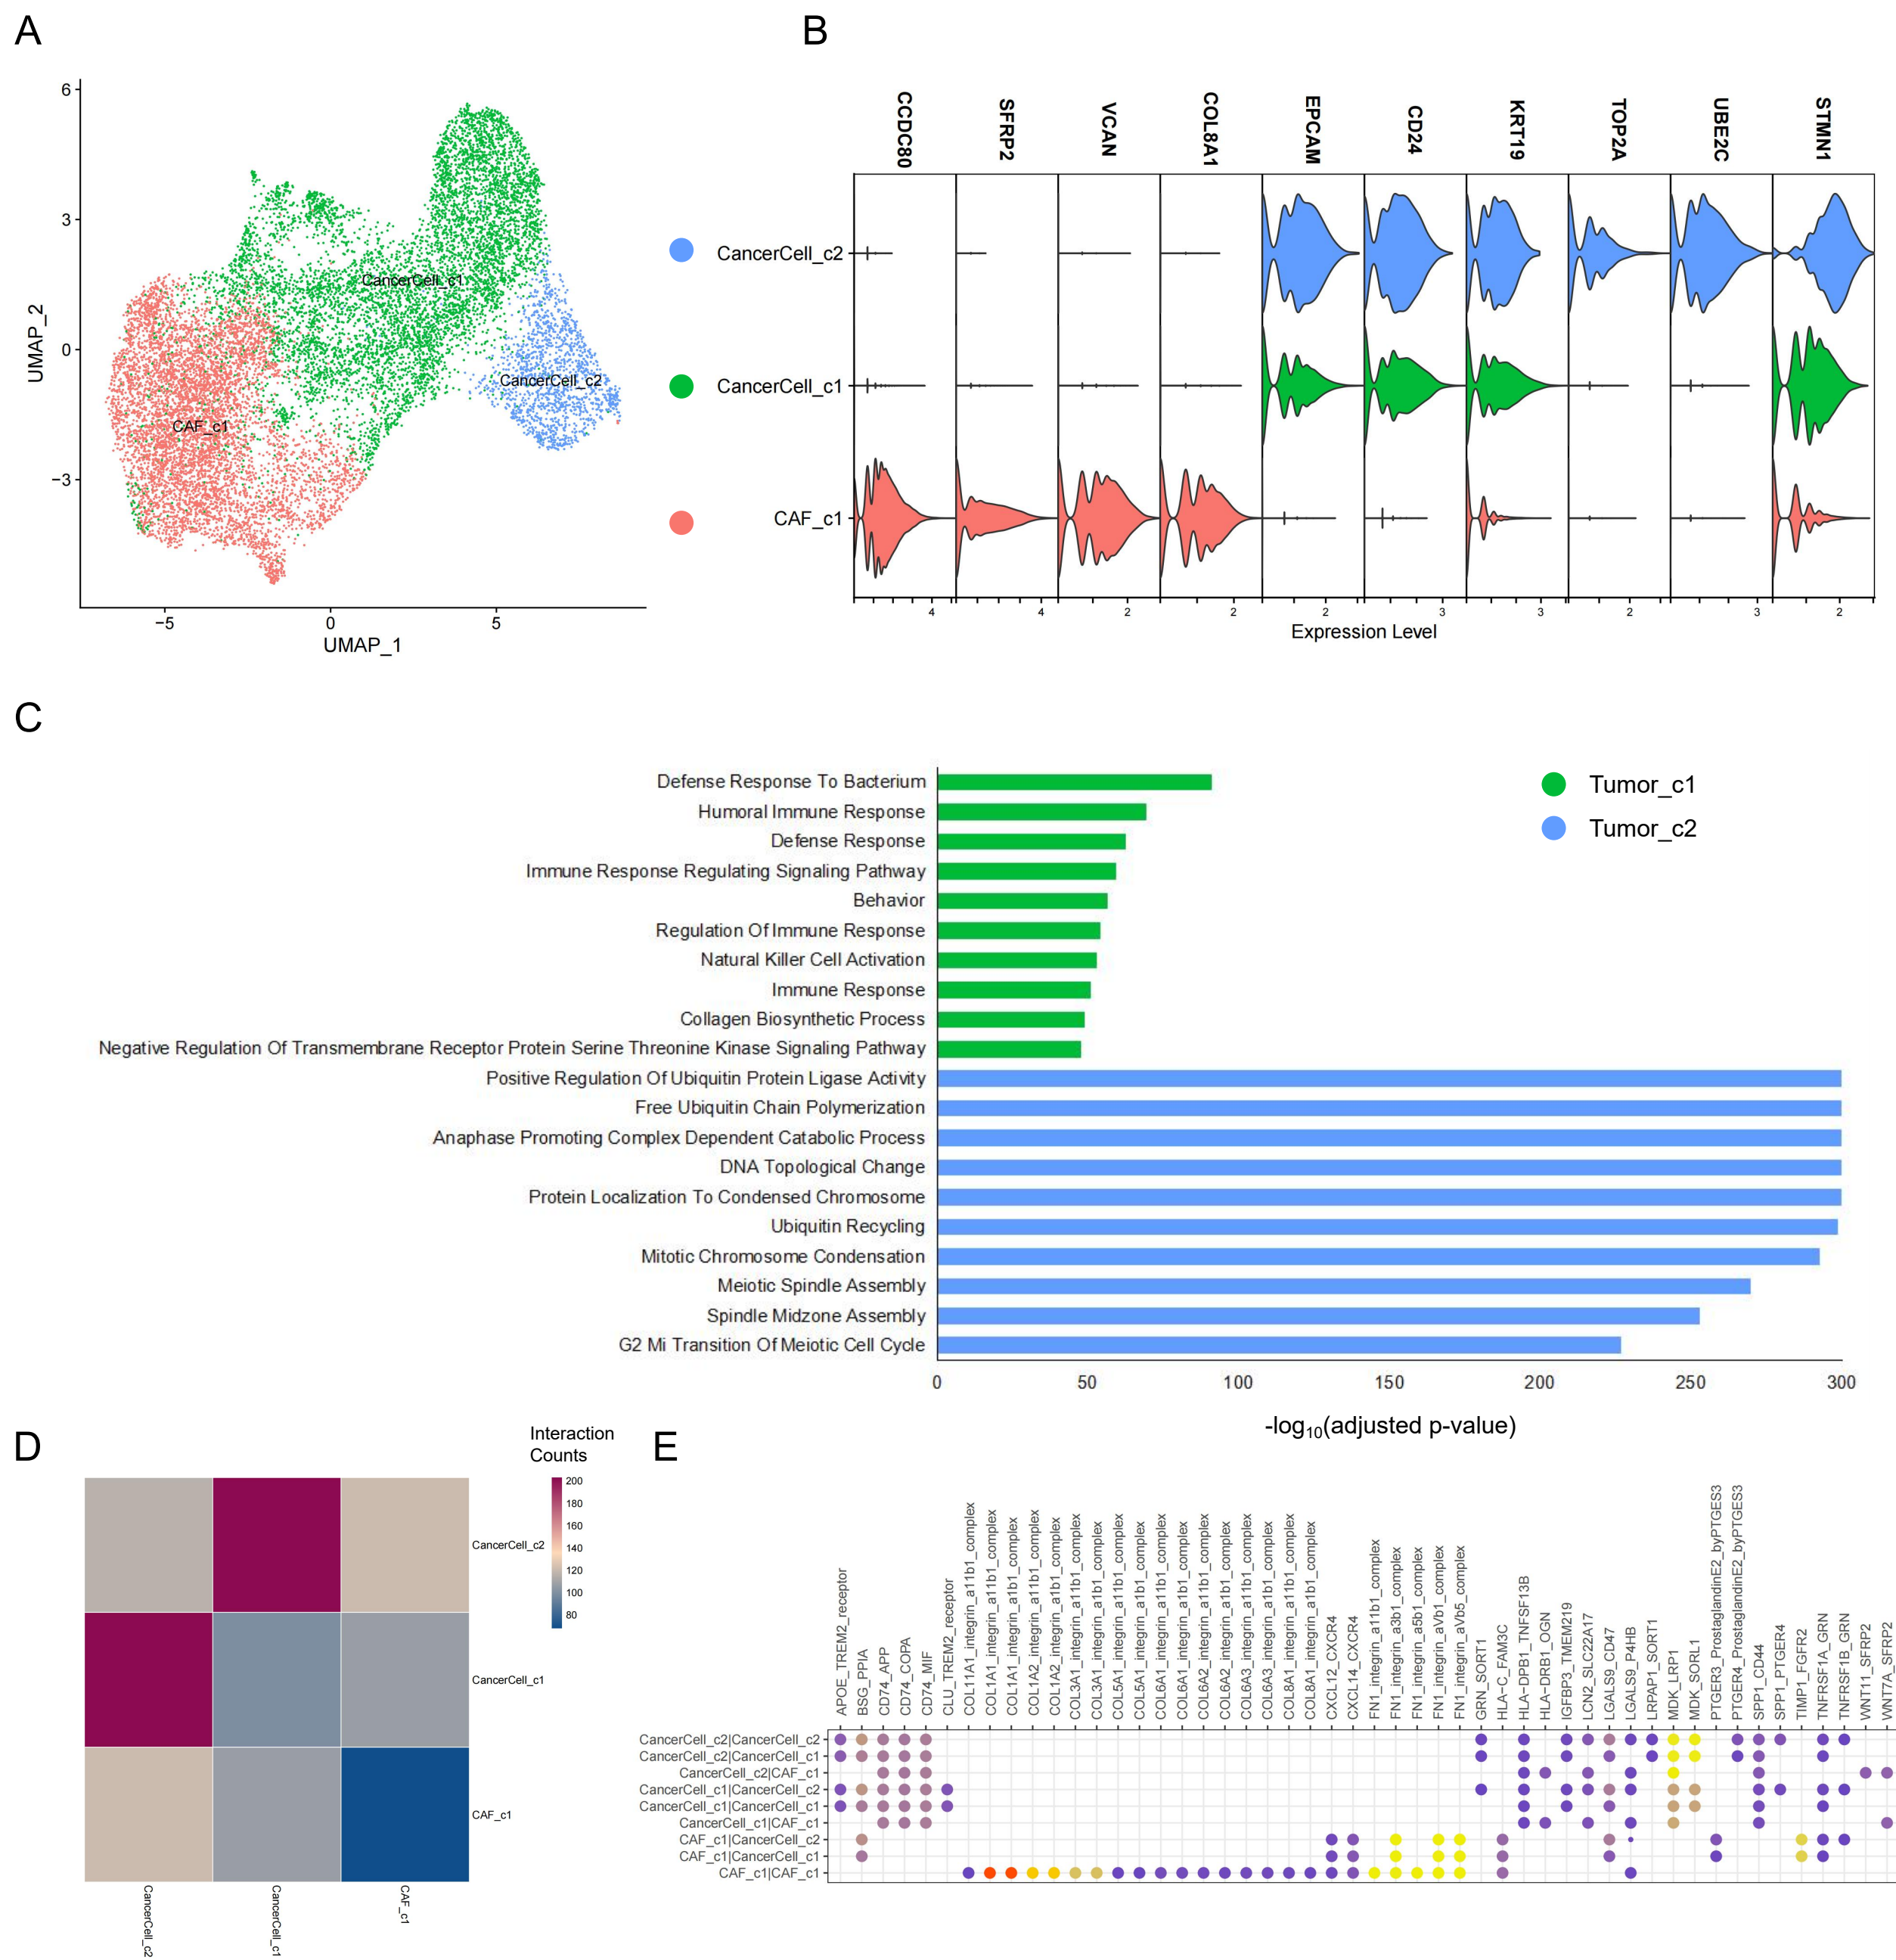 A
6
3
0
−3
−5
0
5
UMAP_1
UMAP_2
CancerCell_c1
CancerCell_c2
CAF_c1
B
CCDC80
SFRP2
VCAN
COL8A1
EPCAM
CD24
KRT19
TOP2A
UBE2C
STMN1
CancerCell_c2
CancerCell_c1
CAF_c1
4
4
2
2
2
3
3
2
3
2
Expression Level
C
Defense Response To Bacterium
Humoral Immune Response
Defense Response
Immune Response Regulating Signaling Pathway
Behavior
Regulation Of Immune Response
Natural Killer Cell Activation
Immune Response
Collagen Biosynthetic Process
Negative Regulation Of Transmembrane Receptor Protein Serine Threonine Kinase Signaling Pathway
Positive Regulation Of Ubiquitin Protein Ligase Activity
Free Ubiquitin Chain Polymerization
Anaphase Promoting Complex Dependent Catabolic Process
DNA Topological Change
Protein Localization To Condensed Chromosome
Ubiquitin Recycling
Mitotic Chromosome Condensation
Meiotic Spindle Assembly
Spindle Midzone Assembly
G2 Mi Transition Of Meiotic Cell Cycle
Tumor_c1
Tumor_c2
0
50
100
150
200
250
300
-log10(adjusted p-value)
D
Interaction
Counts
200
180
160
140
120
100
80
CancerCell_c2
CancerCell_c1
CAF_c1
CancerCell_c2
CancerCell_c1
CAF_c1
E
APOE_TREM2_receptor
BSG_PPIA
CD74_APP
CD74_COPA
CD74_MIF
CLU_TREM2_receptor
COL11A1_integrin_a11b1_complex
COL1A1_integrin_a11b1_complex
COL1A1_integrin_a1b1_complex
COL1A2_integrin_a11b1_complex
COL1A2_integrin_a1b1_complex
COL3A1_integrin_a11b1_complex
COL3A1_integrin_a1b1_complex
COL5A1_integrin_a11b1_complex
COL5A1_integrin_a1b1_complex
COL6A1_integrin_a11b1_complex
COL6A1_integrin_a1b1_complex
COL6A2_integrin_a11b1_complex
COL6A2_integrin_a1b1_complex
COL6A3_integrin_a11b1_complex
COL6A3_integrin_a1b1_complex
COL8A1_integrin_a11b1_complex
COL8A1_integrin_a1b1_complex
CXCL12_CXCR4
CXCL14_CXCR4
FN1_integrin_a11b1_complex
FN1_integrin_a3b1_complex
FN1_integrin_a5b1_complex
FN1_integrin_aVb1_complex
FN1_integrin_aVb5_complex
GRN_SORT1
HLA−C_FAM3C
HLA−DPB1_TNFSF13B
HLA−DRB1_OGN
IGFBP3_TMEM219
LCN2_SLC22A17
LGALS9_CD47
LGALS9_P4HB
LRPAP1_SORT1
MDK_LRP1
MDK_SORL1
PTGER3_ProstaglandinE2_byPTGES3
PTGER4_ProstaglandinE2_byPTGES3
SPP1_CD44
SPP1_PTGER4
TIMP1_FGFR2
TNFRSF1A_GRN
TNFRSF1B_GRN
WNT11_SFRP2
WNT7A_SFRP2
CancerCell_c2|CancerCell_c2
CancerCell_c2|CancerCell_c1
CancerCell_c2|CAF_c1
CancerCell_c1|CancerCell_c2
CancerCell_c1|CancerCell_c1
CancerCell_c1|CAF_c1
CAF_c1|CancerCell_c2
CAF_c1|CancerCell_c1
CAF_c1|CAF_c1